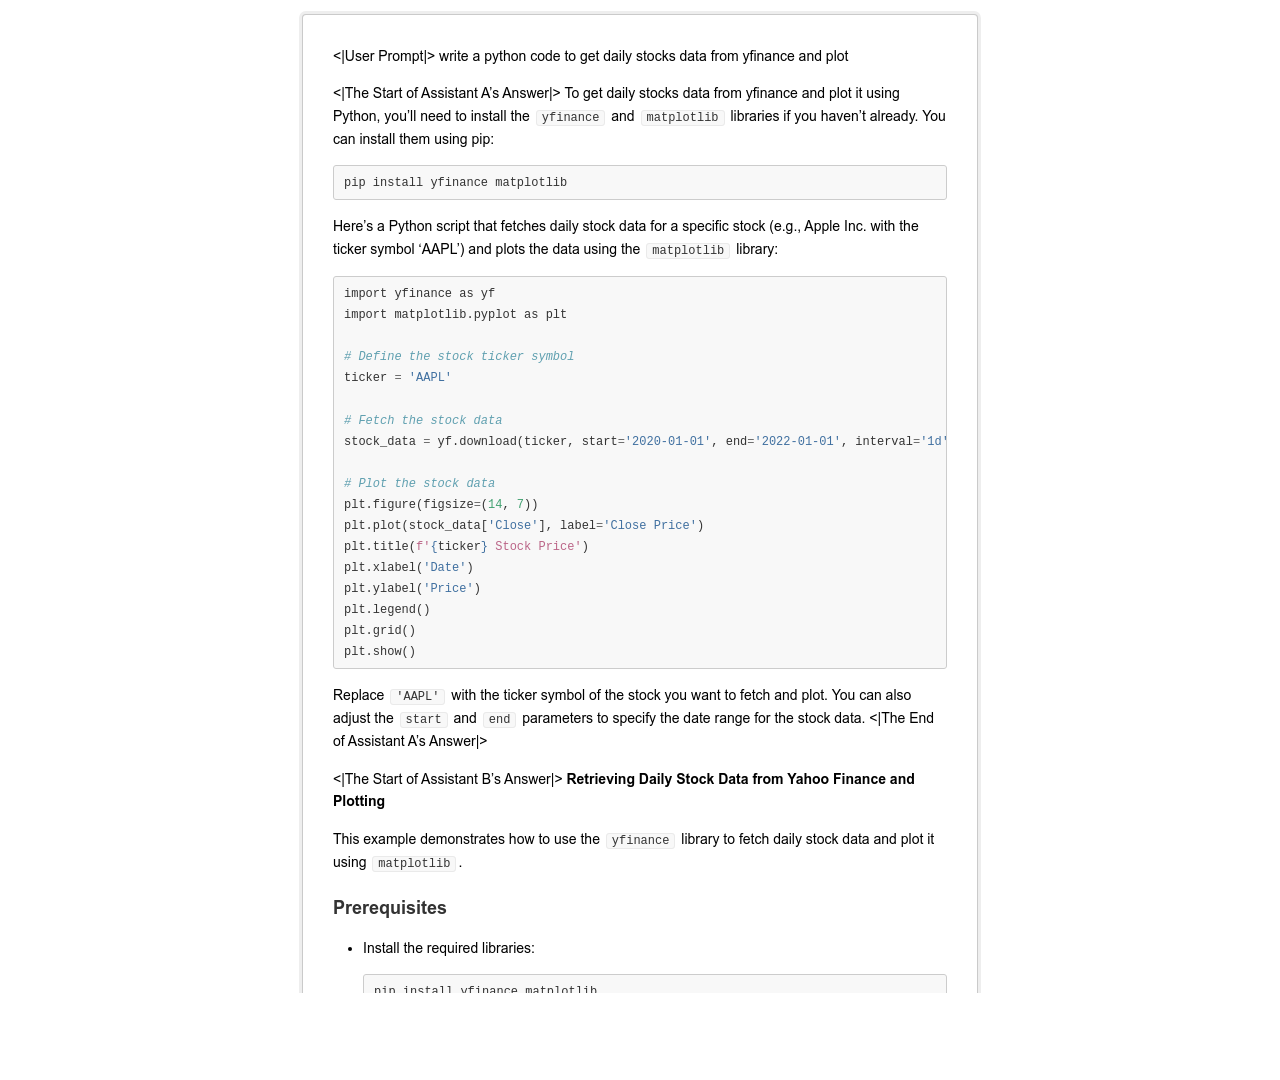 <|User Prompt|> write a python code to get daily stocks data from yfinance and plot
<|The Start of Assistant A’s Answer|> To get daily stocks data from yfinance and plot it using
Python, you’ll need to install the yfinance and matplotlib libraries if you haven’t already. You
can install them using pip:
pip install yfinance matplotlib
Here’s a Python script that fetches daily stock data for a specific stock (e.g., Apple Inc. with the
ticker symbol ‘AAPL’) and plots the data using the matplotlib library:
import yfinance as yf
import matplotlib.pyplot as plt
# Define the stock ticker symbol
ticker = 'AAPL'
# Fetch the stock data
stock_data = yf.download(ticker, start='2020-01-01', end='2022-01-01', interval='1d'
# Plot the stock data
plt.figure(figsize=(14, 7))
plt.plot(stock_data['Close'], label='Close Price')
plt.title(f'{ticker} Stock Price')
plt.xlabel('Date')
plt.ylabel('Price')
plt.legend()
plt.grid()
plt.show()
Replace 'AAPL' with the ticker symbol of the stock you want to fetch and plot. You can also
adjust the start and end parameters to specify the date range for the stock data. <|The End
of Assistant A’s Answer|>
<|The Start of Assistant B’s Answer|> Retrieving Daily Stock Data from Yahoo Finance and
Plotting
This example demonstrates how to use the yfinance library to fetch daily stock data and plot it
using matplotlib.
Prerequisites
• Install the required libraries:
pip install yfinance matplotlib